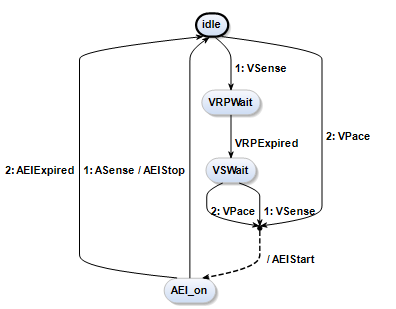 idle
1: VSense
VRPWait
2: VPace
VRPExpired
2: AEIExpired
1: ASense / AEIStop
VSWait
2: VPace
1: VSense
/ AEIStart
AEI_on